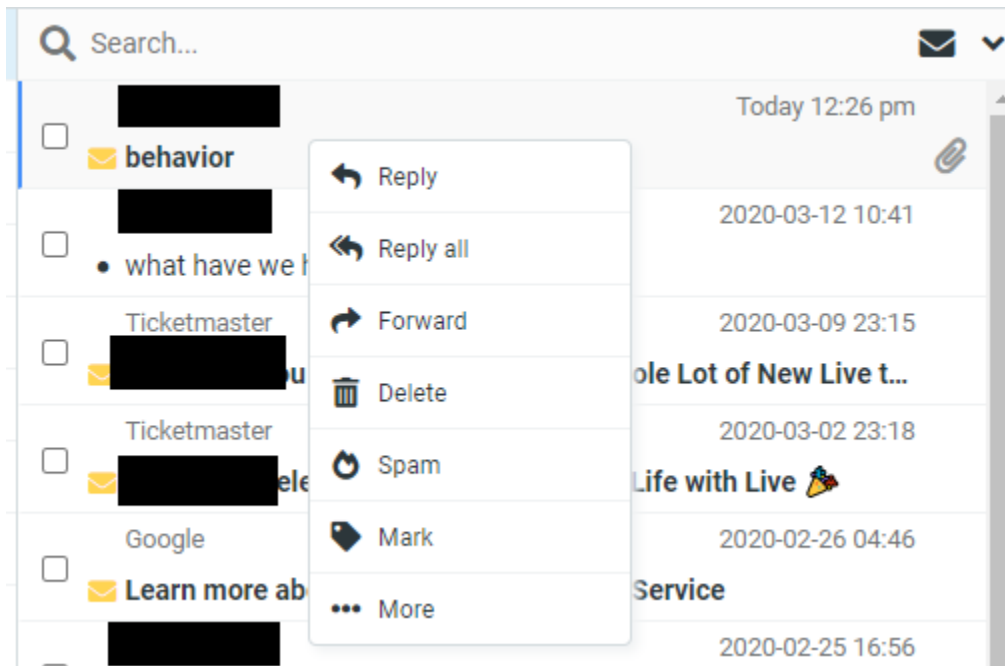 Search...
Today 12:26 pm
behavior
Reply
2020-03-12 10:41
Reply all
what have we
Ticketmaster
2020-03-09 23:15
Forward
ole Lot of New Live t...
Delete
Ticketmaster
2020-03-02 23:18
Spam
Life with Live 🎉
Google
2020-02-26 04:46
Mark
Learn more
Service
More
2020-02-25 16:56